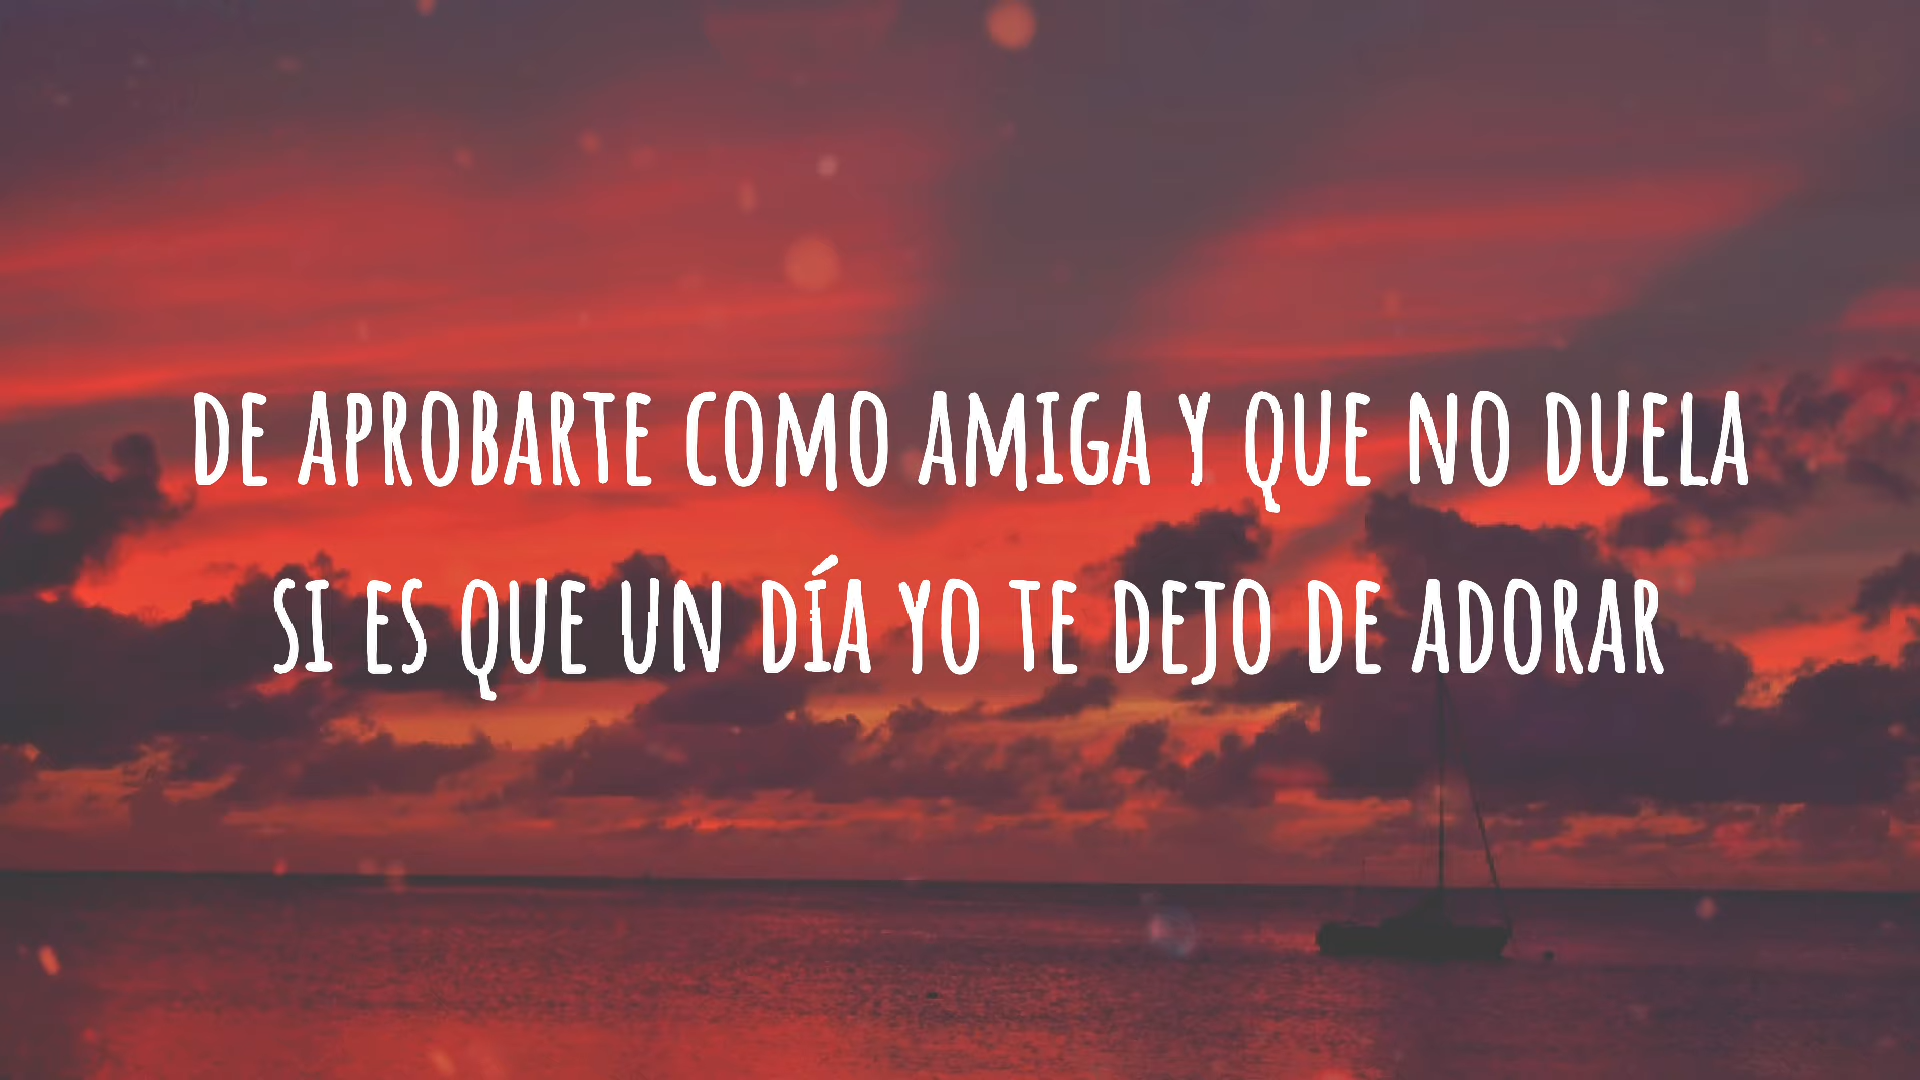 DE APROBARTE COMO AMIGA Y QUE NO DUELA
SI ES QUE UN DÍA YO TE DEJO DE ADORAR